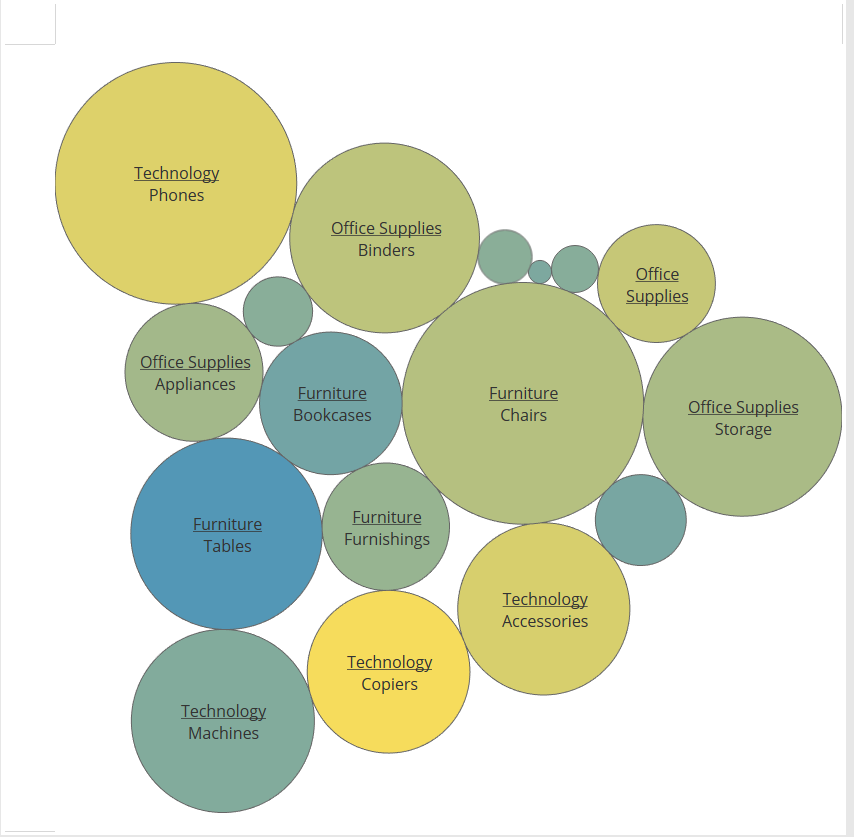 Technology
Phones
Office Supplies
Binders
Office
Supplies
Office Supplies
Appliances
Furniture
Bookcases
Furniture
Chairs
Office Supplies
Storage
Furniture
Tables
Furniture
Furnishings
Technology
Accessories
Technology
Copiers
Technology
Machines